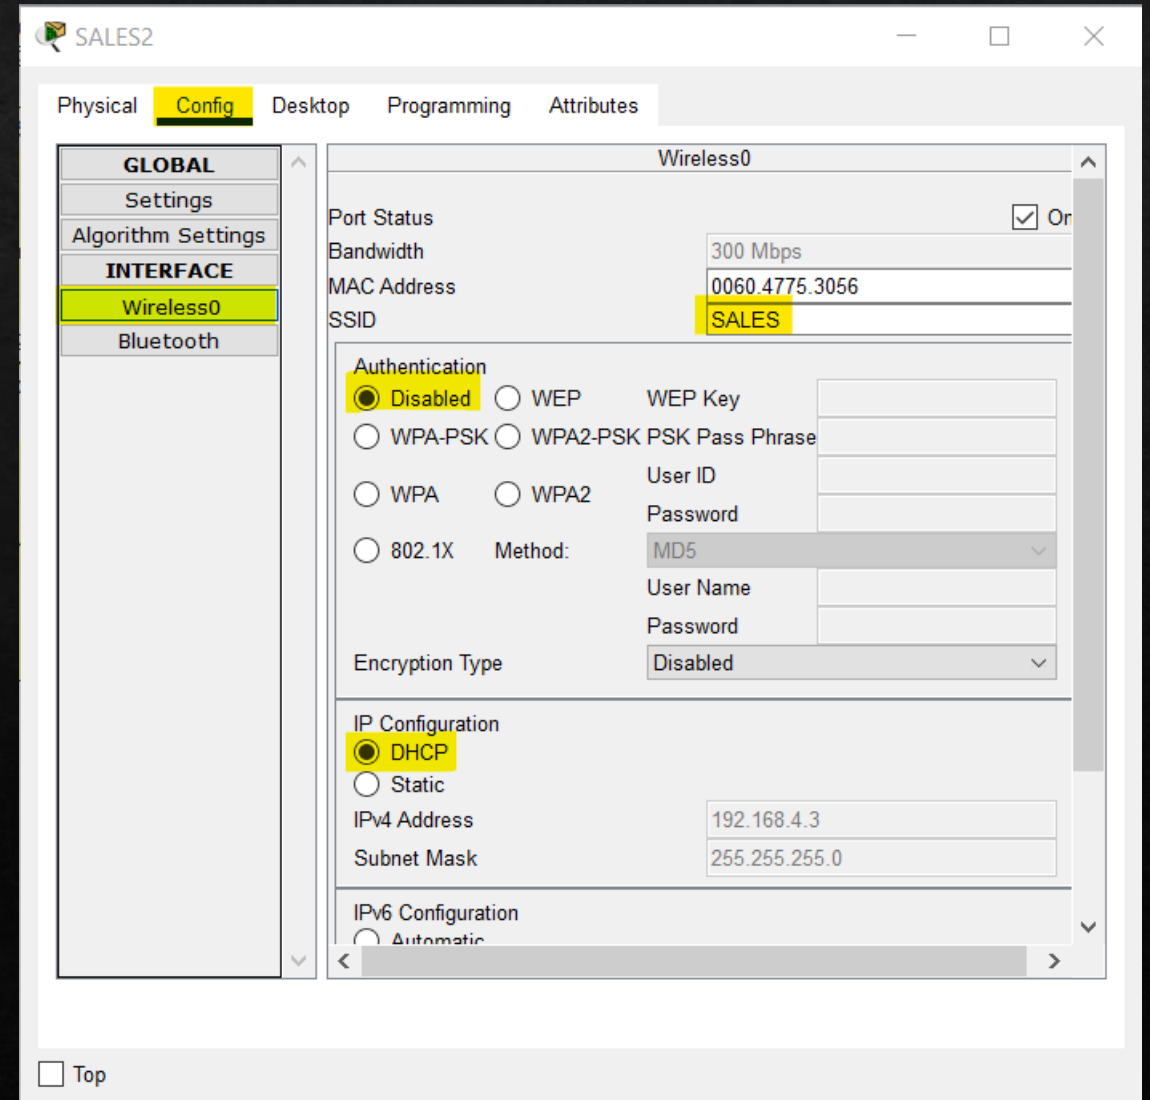 SALES2
Physical Config Desktop Programming Attributes
GLOBAL
Settings
Algorithm Settings
INTERFACE
Wireless0
Bluetooth
Wireless0
Port Status On
Bandwidth 300 Mbps
MAC Address 0060.4775.3056
SSID SALES
Authentication
Disabled WEP WEP Key
WPA-PSK WPA2-PSK PSK Pass Phrase
User ID
WPA WPA2
Password
802.1X Method: MD5
User Name
Password
Encryption Type Disabled
IP Configuration
DHCP
Static
IPv4 Address 192.168.4.3
Subnet Mask 255.255.255.0
IPv6 Configuration
Automatic
Top